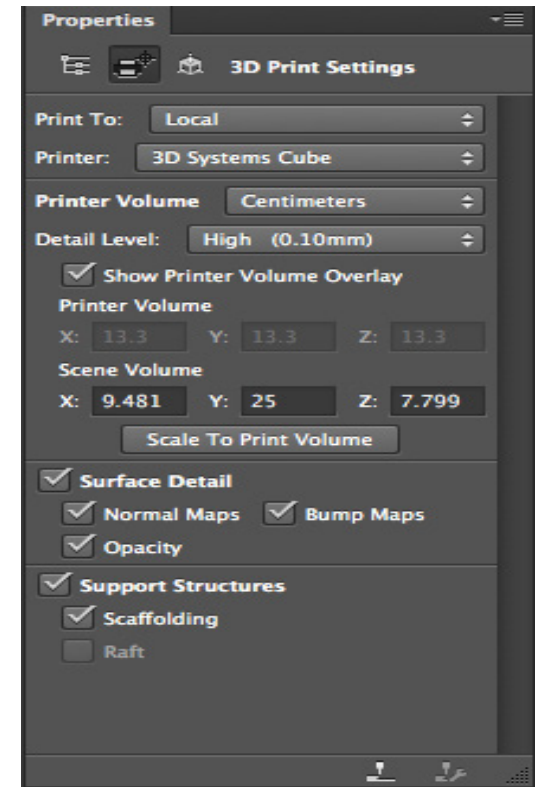 Properties
3D Print Settings
Print To: Local
Printer: 3D Systems Cube
Printer Volume Centimeters
Detail Level: High (0.10mm)
Show Printer Volume Overlay
Printer Volume
X: 13.3 Y: 13.3 Z: 13.3
Scene Volume
X: 9.481 Y: 25 Z: 7.799
Scale To Print Volume
Surface Detail
Normal Maps Bump Maps
Opacity
Support Structures
Scaffolding
Raft